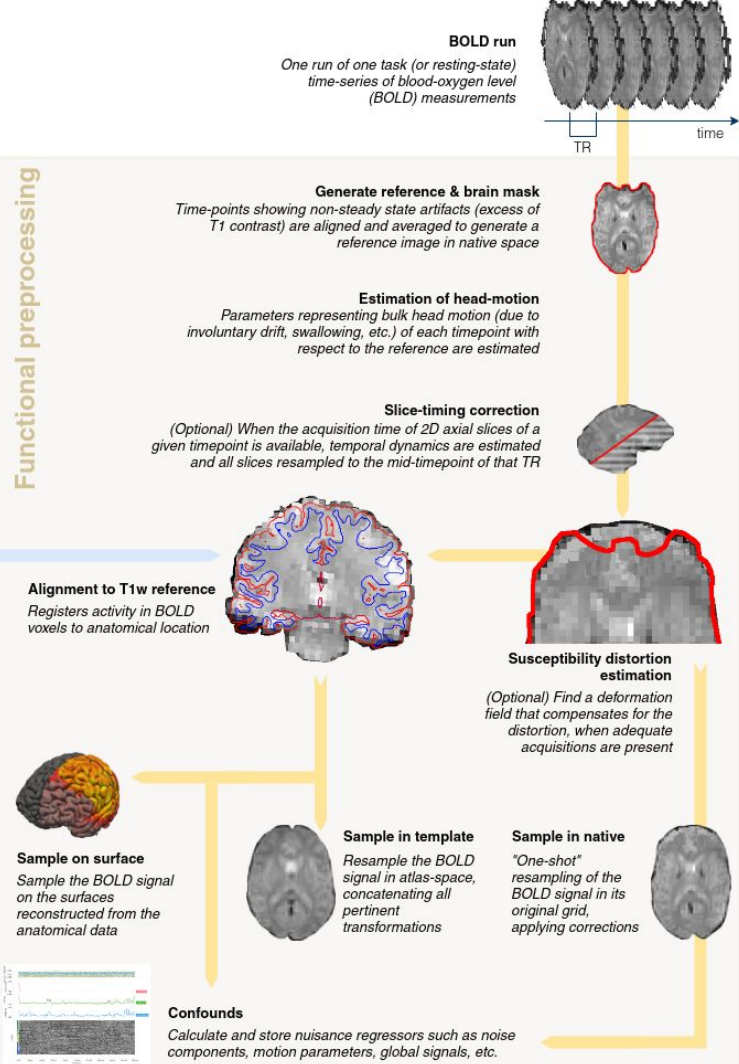 BOLD run
One run of one task (or resting-state)
time-series of blood-oxygen level
(BOLD) measurements
time
TR
Functional preprocessing
Generate reference & brain mask
Time-points showing non-steady state artifacts (excess of
T1 contrast) are aligned and averaged to generate a
reference image in native space
Estimation of head-motion
Parameters representing bulk head motion (due to
involuntary drift, swallowing, etc.) of each timepoint with
respect to the reference are estimated
Slice-timing correction
(Optional) When the acquisition time of 2D axial slices of a
given timepoint is available, temporal dynamics are estimated
and all slices resampled to the mid-timepoint of that TR
Alignment to T1w reference
Registers activity in BOLD
voxels to anatomical location
Susceptibility distortion
estimation
(Optional) Find a deformation
field that compensates for the
distortion, when adequate
acquisitions are present
Sample on surface
Sample the BOLD signal
on the surfaces
reconstructed from the
anatomical data
Sample in template
Resample the BOLD
signal in atlas-space,
concatenating all
pertinent
transformations
Sample in native
"One-shot"
resampling of the
BOLD signal in its
original grid,
applying corrections
Confounds
Calculate and store nuisance regressors such as noise
components, motion parameters, global signals, etc.